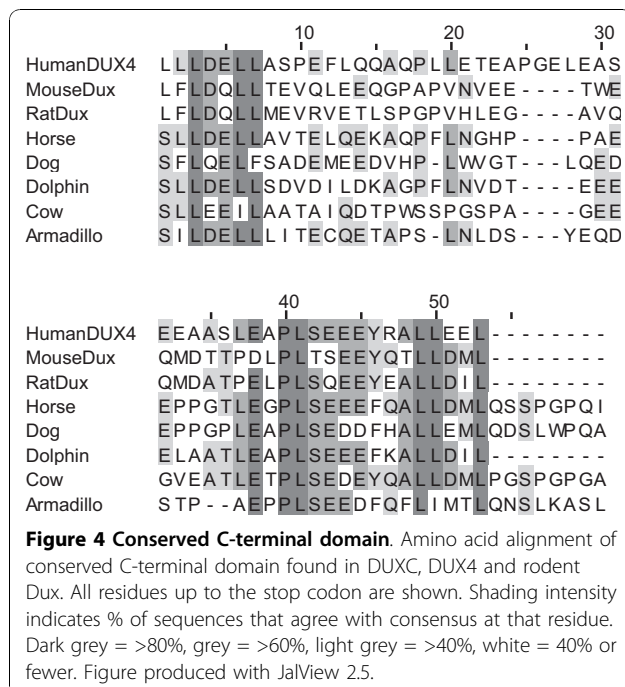 10 20 30
HumanDUX4 LLLDELLASPEFLQQAQPLLETEAPGELEAS
MouseDux LFLDQLLTEVQLEEQGPAPVNVEE----TWE
RatDux LFLDQLLMEVRVETLSPGPVHLEG----AVQ
Horse SLLDELLAVTELQEKAQPFLNGHP----PAE
Dog SFLQELFSADEMEEDVHP-LWVGT---LQED
Dolphin SLLDELLSDVDILDKAGPFLNVDT----EEE
Cow SLLEEILAATAIQDTPWSSPGSPA----GEE
Armadillo SILDELLLITECQETAPS-LNLDS---YEQD
40 50
HumanDUX4 EEAASLEAPLSEEEYRALLEEL--------
MouseDux QMDTTPDLPLTSEEYQTLLDML--------
RatDux QMDATPELPLSQEEYEALLDIL--------
Horse EPPGTLEGPLSEEEFQALLDMLQSSPGPQI
Dog EPPGPLEAPLSEDDFHALLEMLQDSLWPQA
Dolphin ELAATLEAPLSEEEFKALLDIL--------
Cow GVEATLETPLSEDEYQALLDMLPGSPGPGA
Armadillo STP--AEPPLSEEDFQFLIMTLQNSLKASL
Figure 4 Conserved C-terminal domain. Amino acid alignment of
conserved C-terminal domain found in DUXC, DUX4 and rodent
Dux. All residues up to the stop codon are shown. Shading intensity
indicates % of sequences that agree with consensus at that residue.
Dark grey = >80%, grey = >60%, light grey = >40%, white = 40% or
fewer. Figure produced with JalView 2.5.